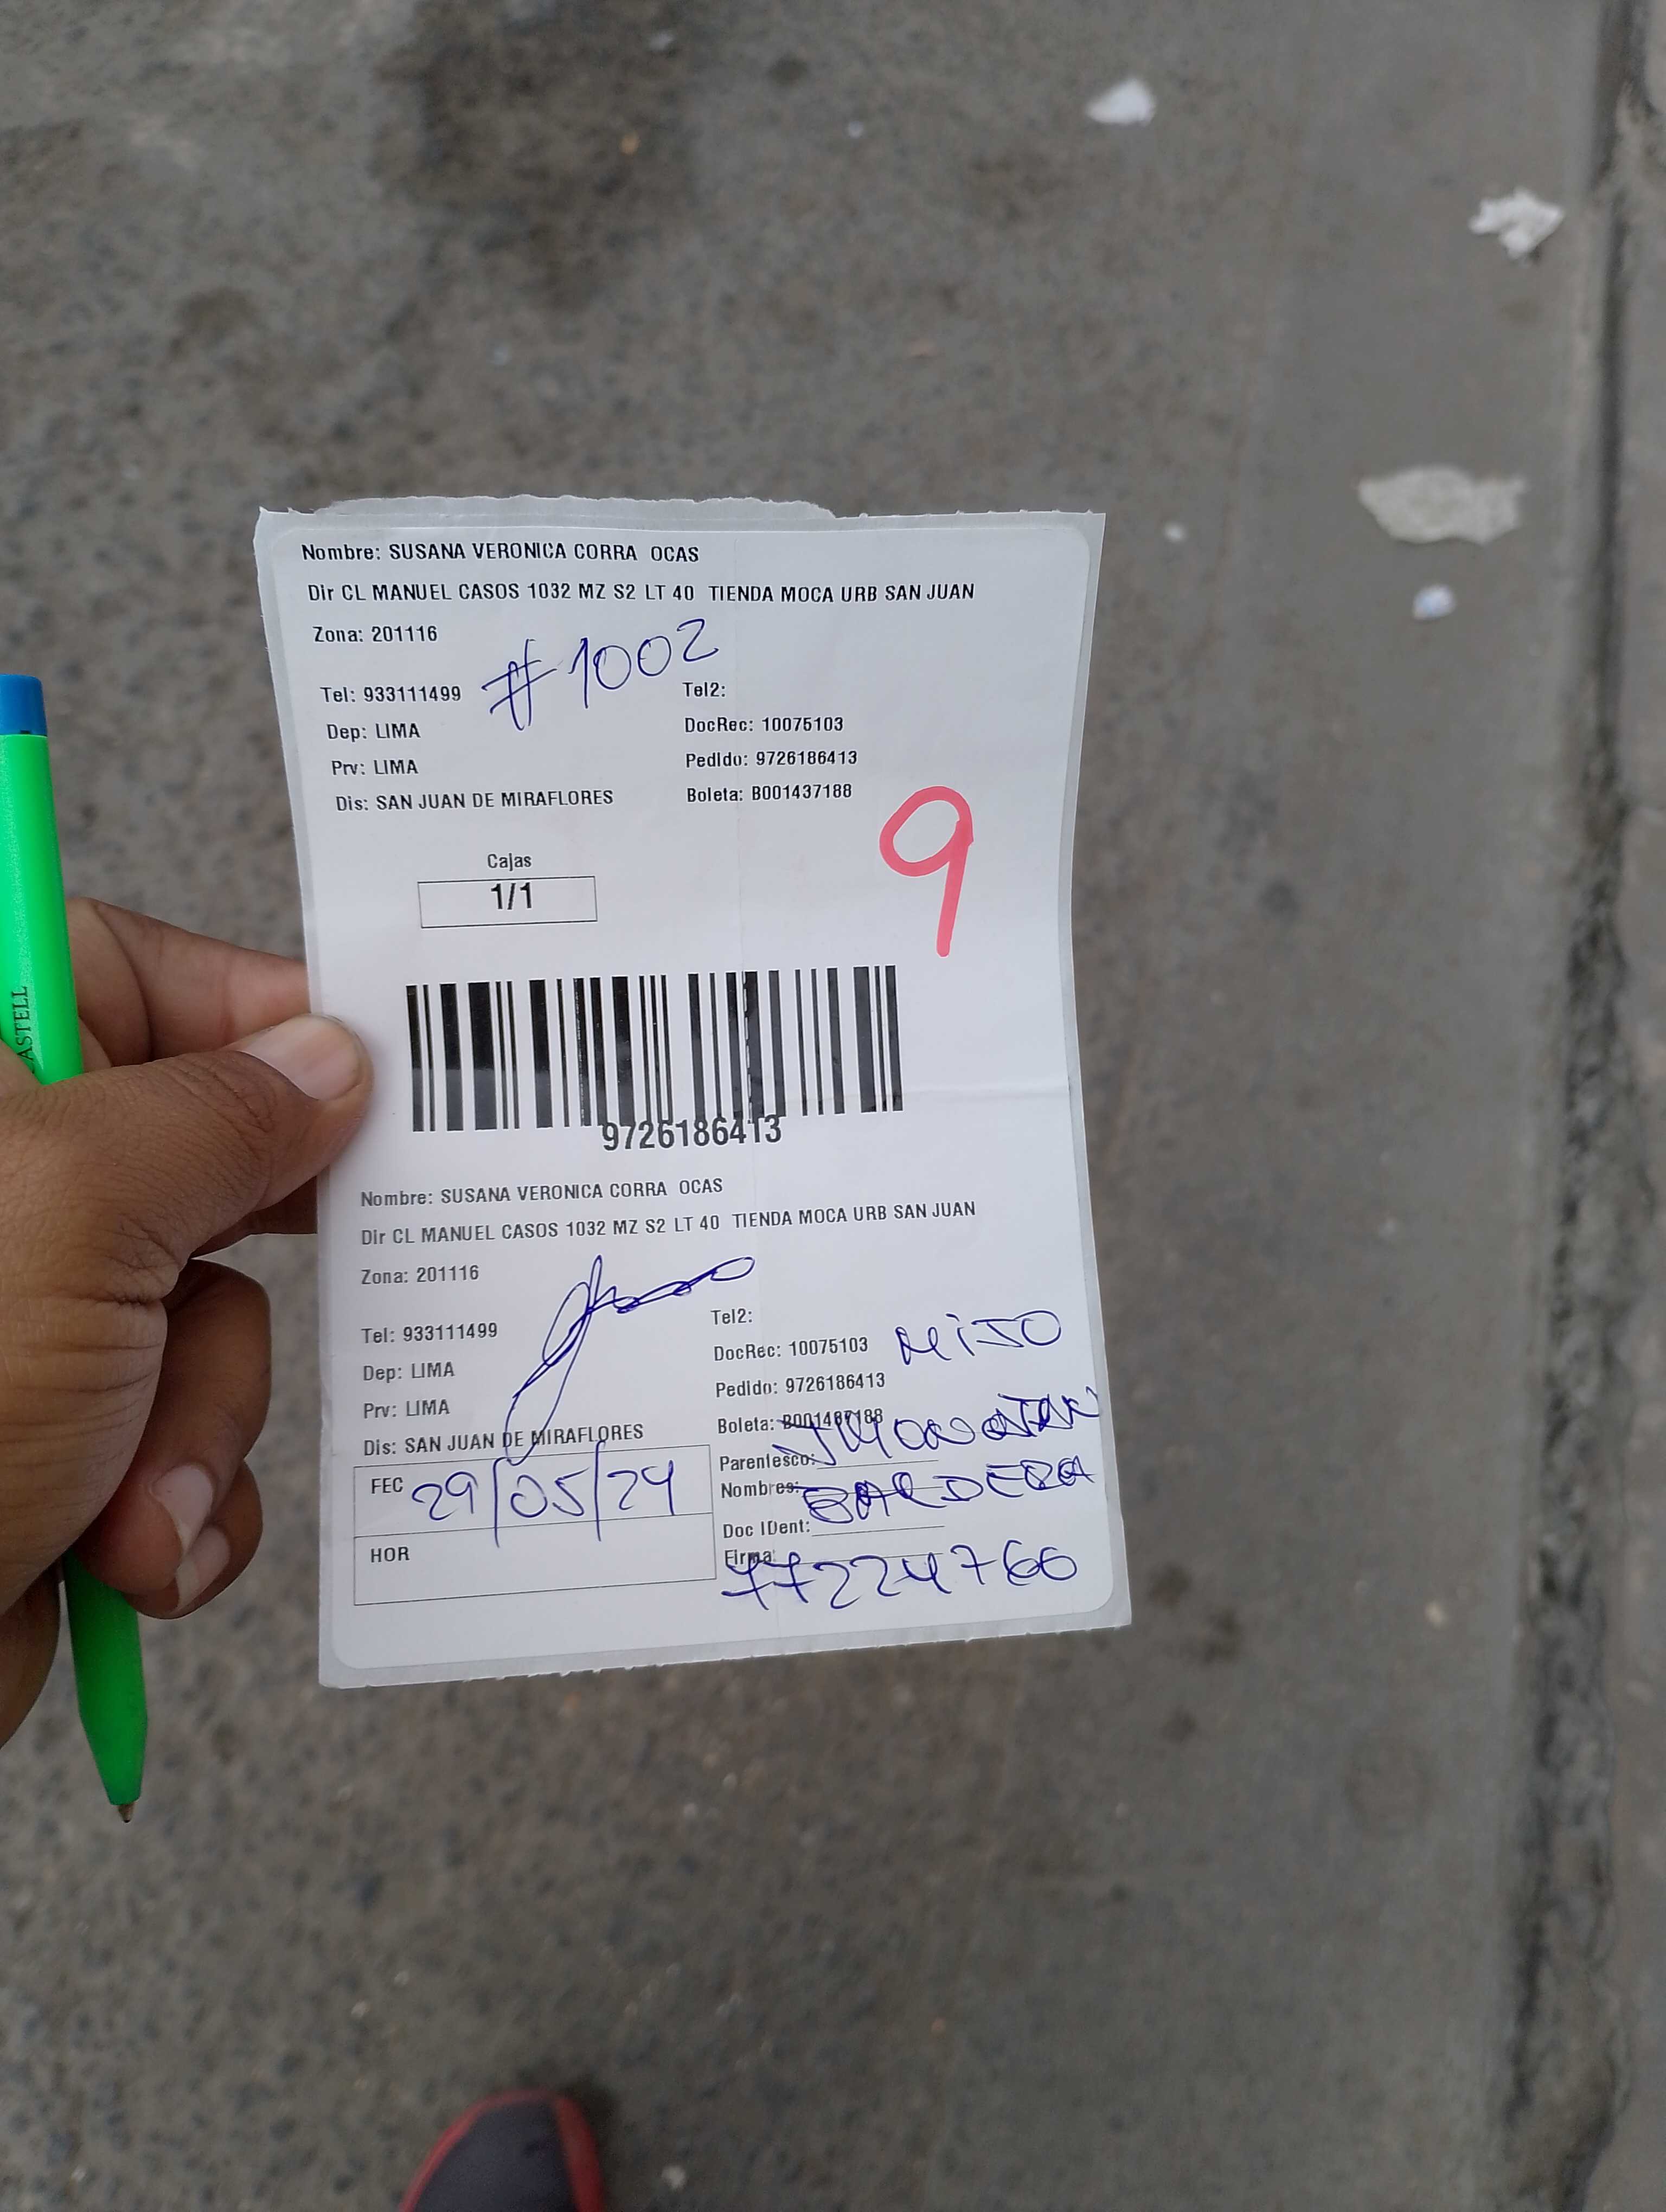 Nombre: SUSANA VERONICA CORRA OCAS
Dir CL MANUEL CASOS 1032 MZ S2 LT 40 TIENDA MOCA URB SAN JUAN
Zona: 201116
#1002
Tel: 933111499
Tel2:
Dep: LIMA
DocRec: 10075103
Prv: LIMA
Pedido: 9726186413
Dis: SAN JUAN DE MIRAFLORES
Boleta: B001437188
9
Cajas
1/1
9726186413
Nombre: SUSANA VERONICA CORRA OCAS
Dir CL MANUEL CASOS 1032 MZ S2 LT 40 TIENDA MOCA URB SAN JUAN
Zona: 201116
Tel: 933111499
Tel2:
Dep: LIMA
DocRec: 10075103
Prv: LIMA
Pedido: 9726186413
Dis: SAN JUAN DE MIRAFLORES
Boleta: B001437188
Parentesco:
FEC 29/05/24
Nombres:
Doc IDent:
HOR
Firma:
77224766
ASTELL